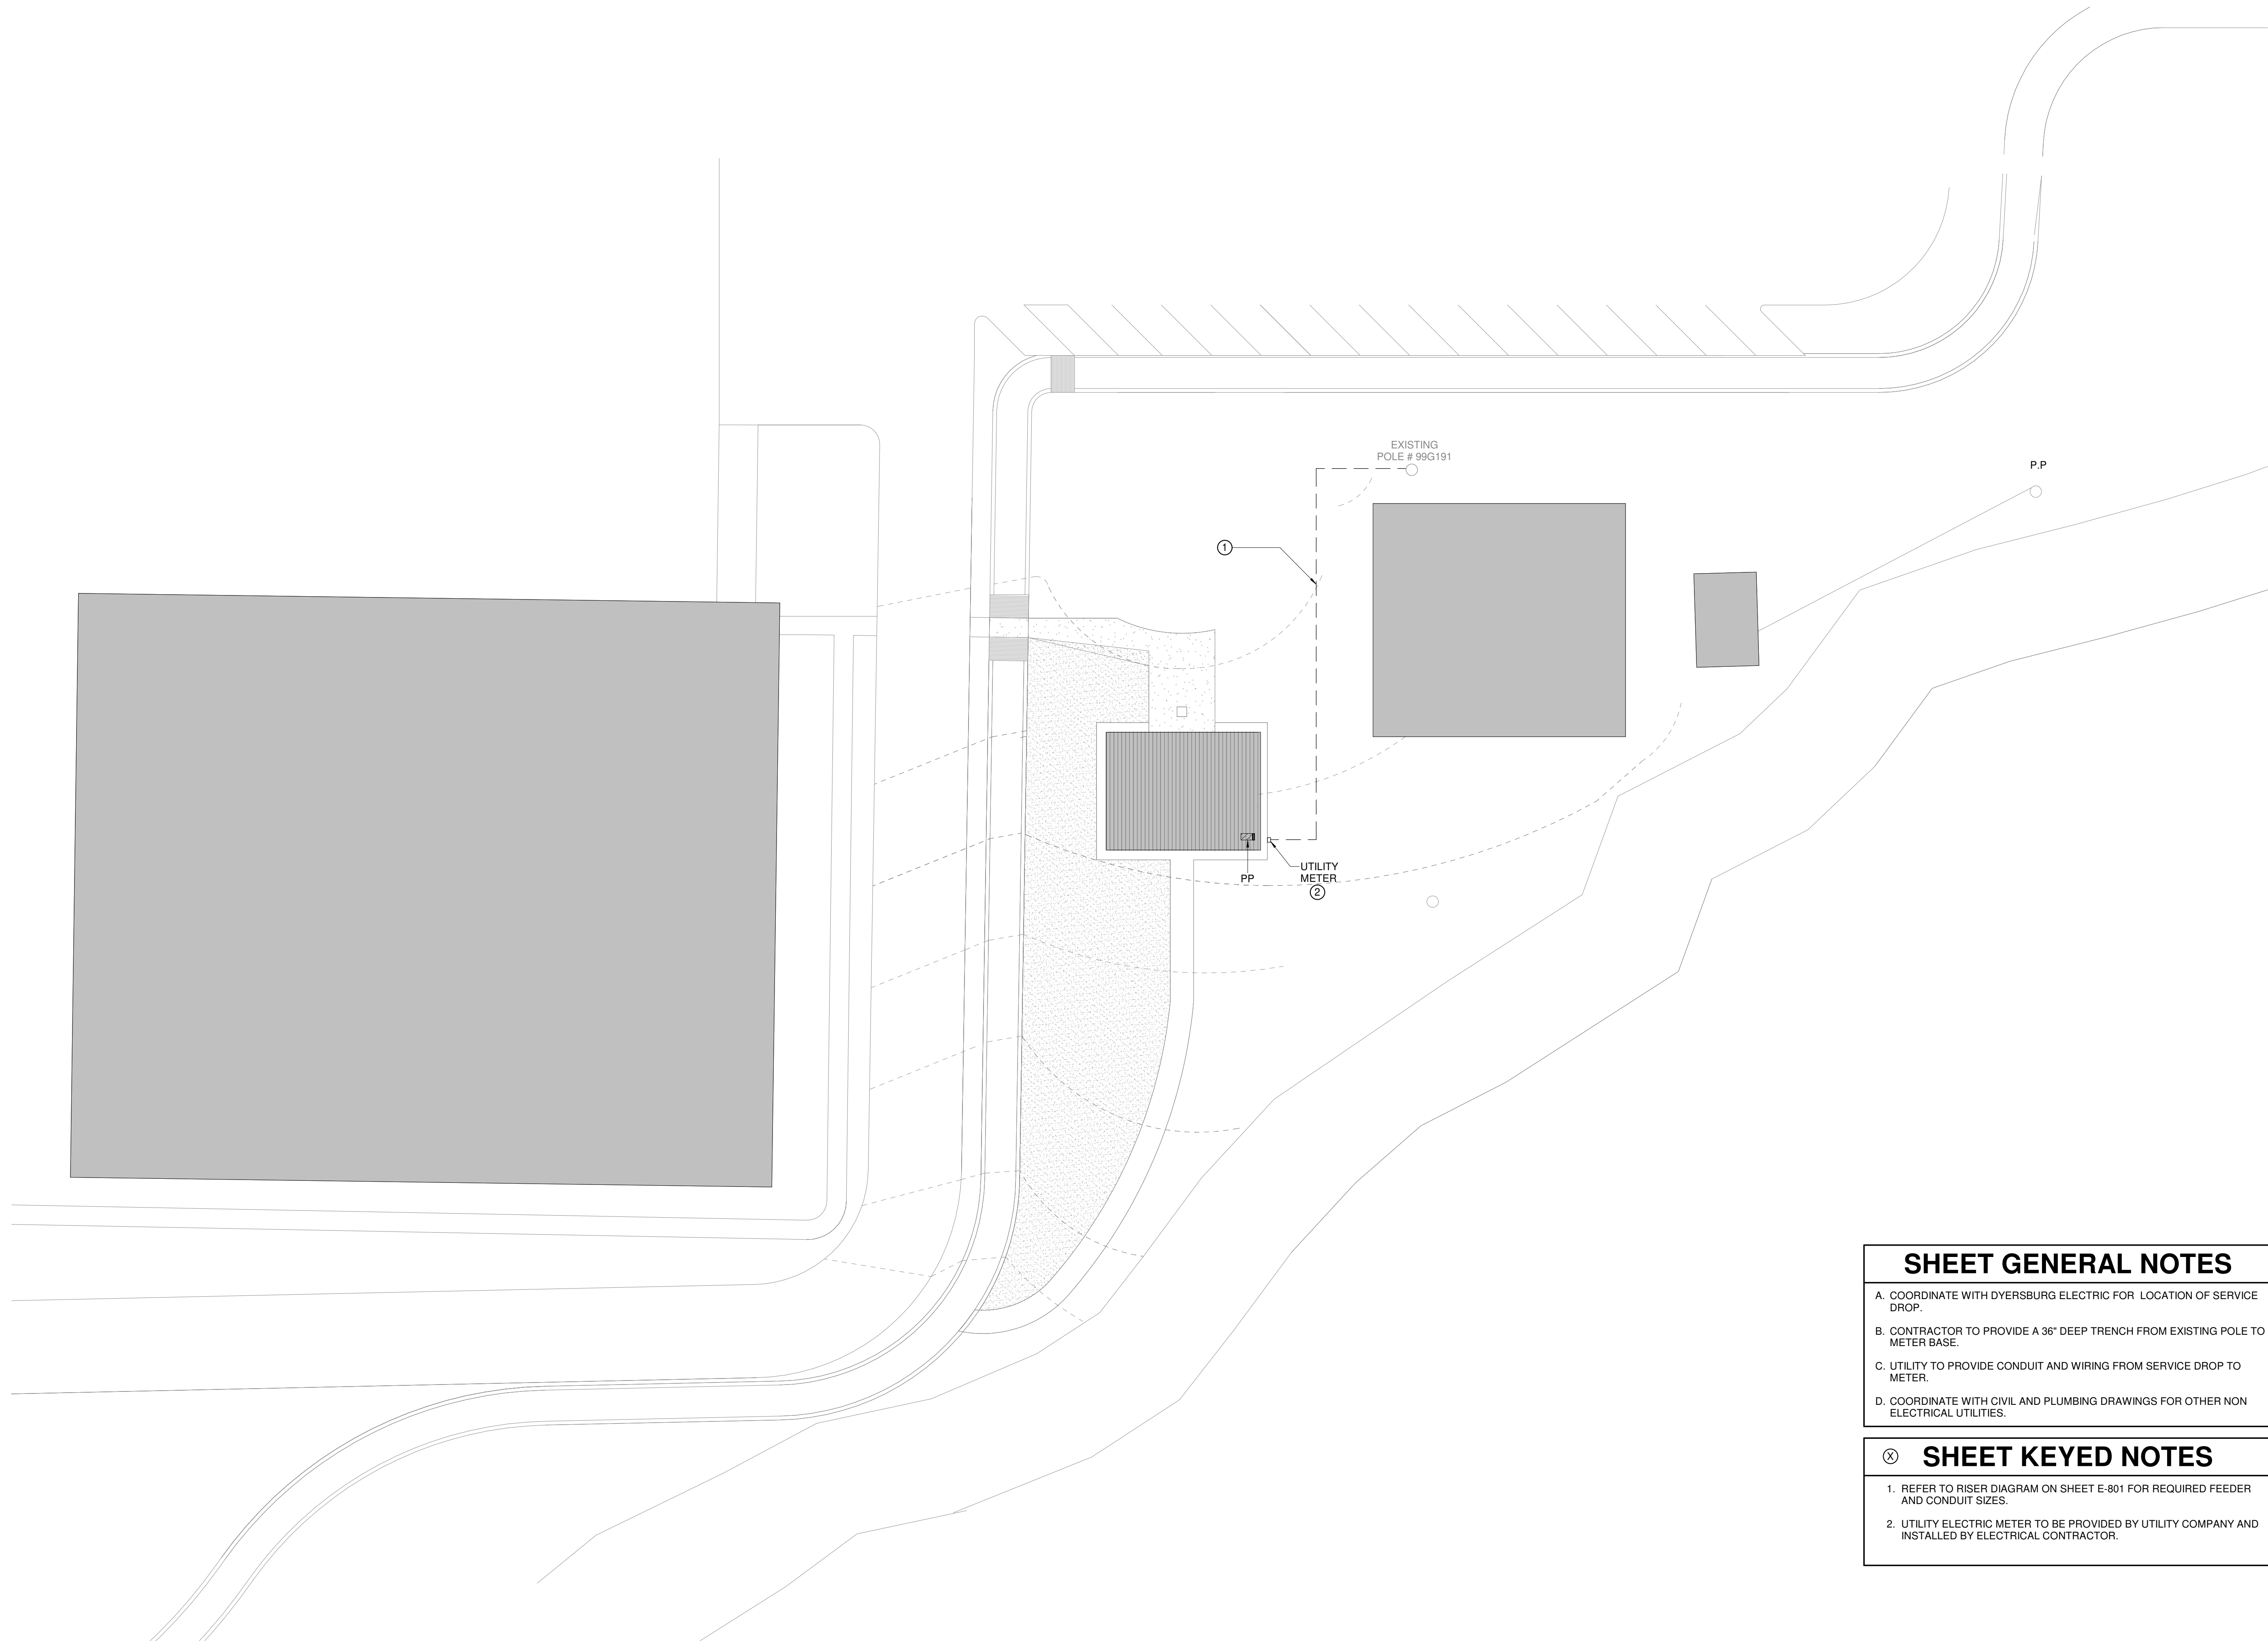 EXISTING
POLE # 99G191
P.P
1
UTILITY
METER
2
PP
SHEET GENERAL NOTES
A. COORDINATE WITH DYERSBURG ELECTRIC FOR LOCATION OF SERVICE
DROP.
B. CONTRACTOR TO PROVIDE A 36" DEEP TRENCH FROM EXISTING POLE TO
METER BASE.
C. UTILITY TO PROVIDE CONDUIT AND WIRING FROM SERVICE DROP TO
METER.
D. COORDINATE WITH CIVIL AND PLUMBING DRAWINGS FOR OTHER NON
ELECTRICAL UTILITIES.
X SHEET KEYED NOTES
1. REFER TO RISER DIAGRAM ON SHEET E-801 FOR REQUIRED FEEDER
AND CONDUIT SIZES.
2. UTILITY ELECTRIC METER TO BE PROVIDED BY UTILITY COMPANY AND
INSTALLED BY ELECTRICAL CONTRACTOR.